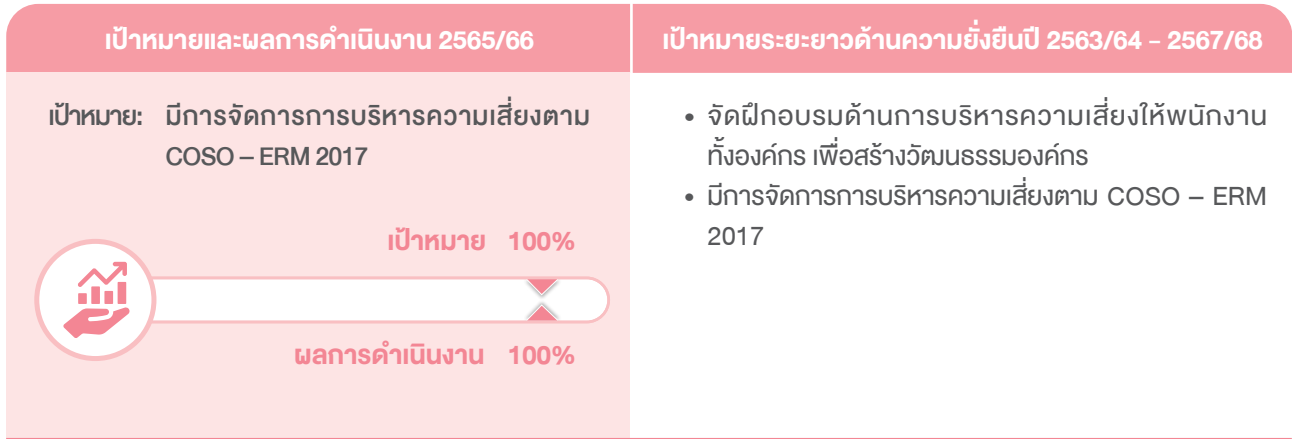 เป้าหมายและผลการดำเนินงาน 2565/66
เป้าหมาย: มีการจัดการการบริหารความเสี่ยงตาม
COSO – ERM 2017
เป้าหมาย 100%
ผลการดำเนินงาน 100%
เป้าหมายระยะยาวด้านความยั่งยืนปี 2563/64 - 2567/68
• จัดฝึกอบรมด้านการบริหารความเสี่ยงให้พนักงาน
ทั้งองค์กร เพื่อสร้างวัฒนธรรมองค์กร
• มีการจัดการการบริหารความเสี่ยงตาม COSO – ERM
2017